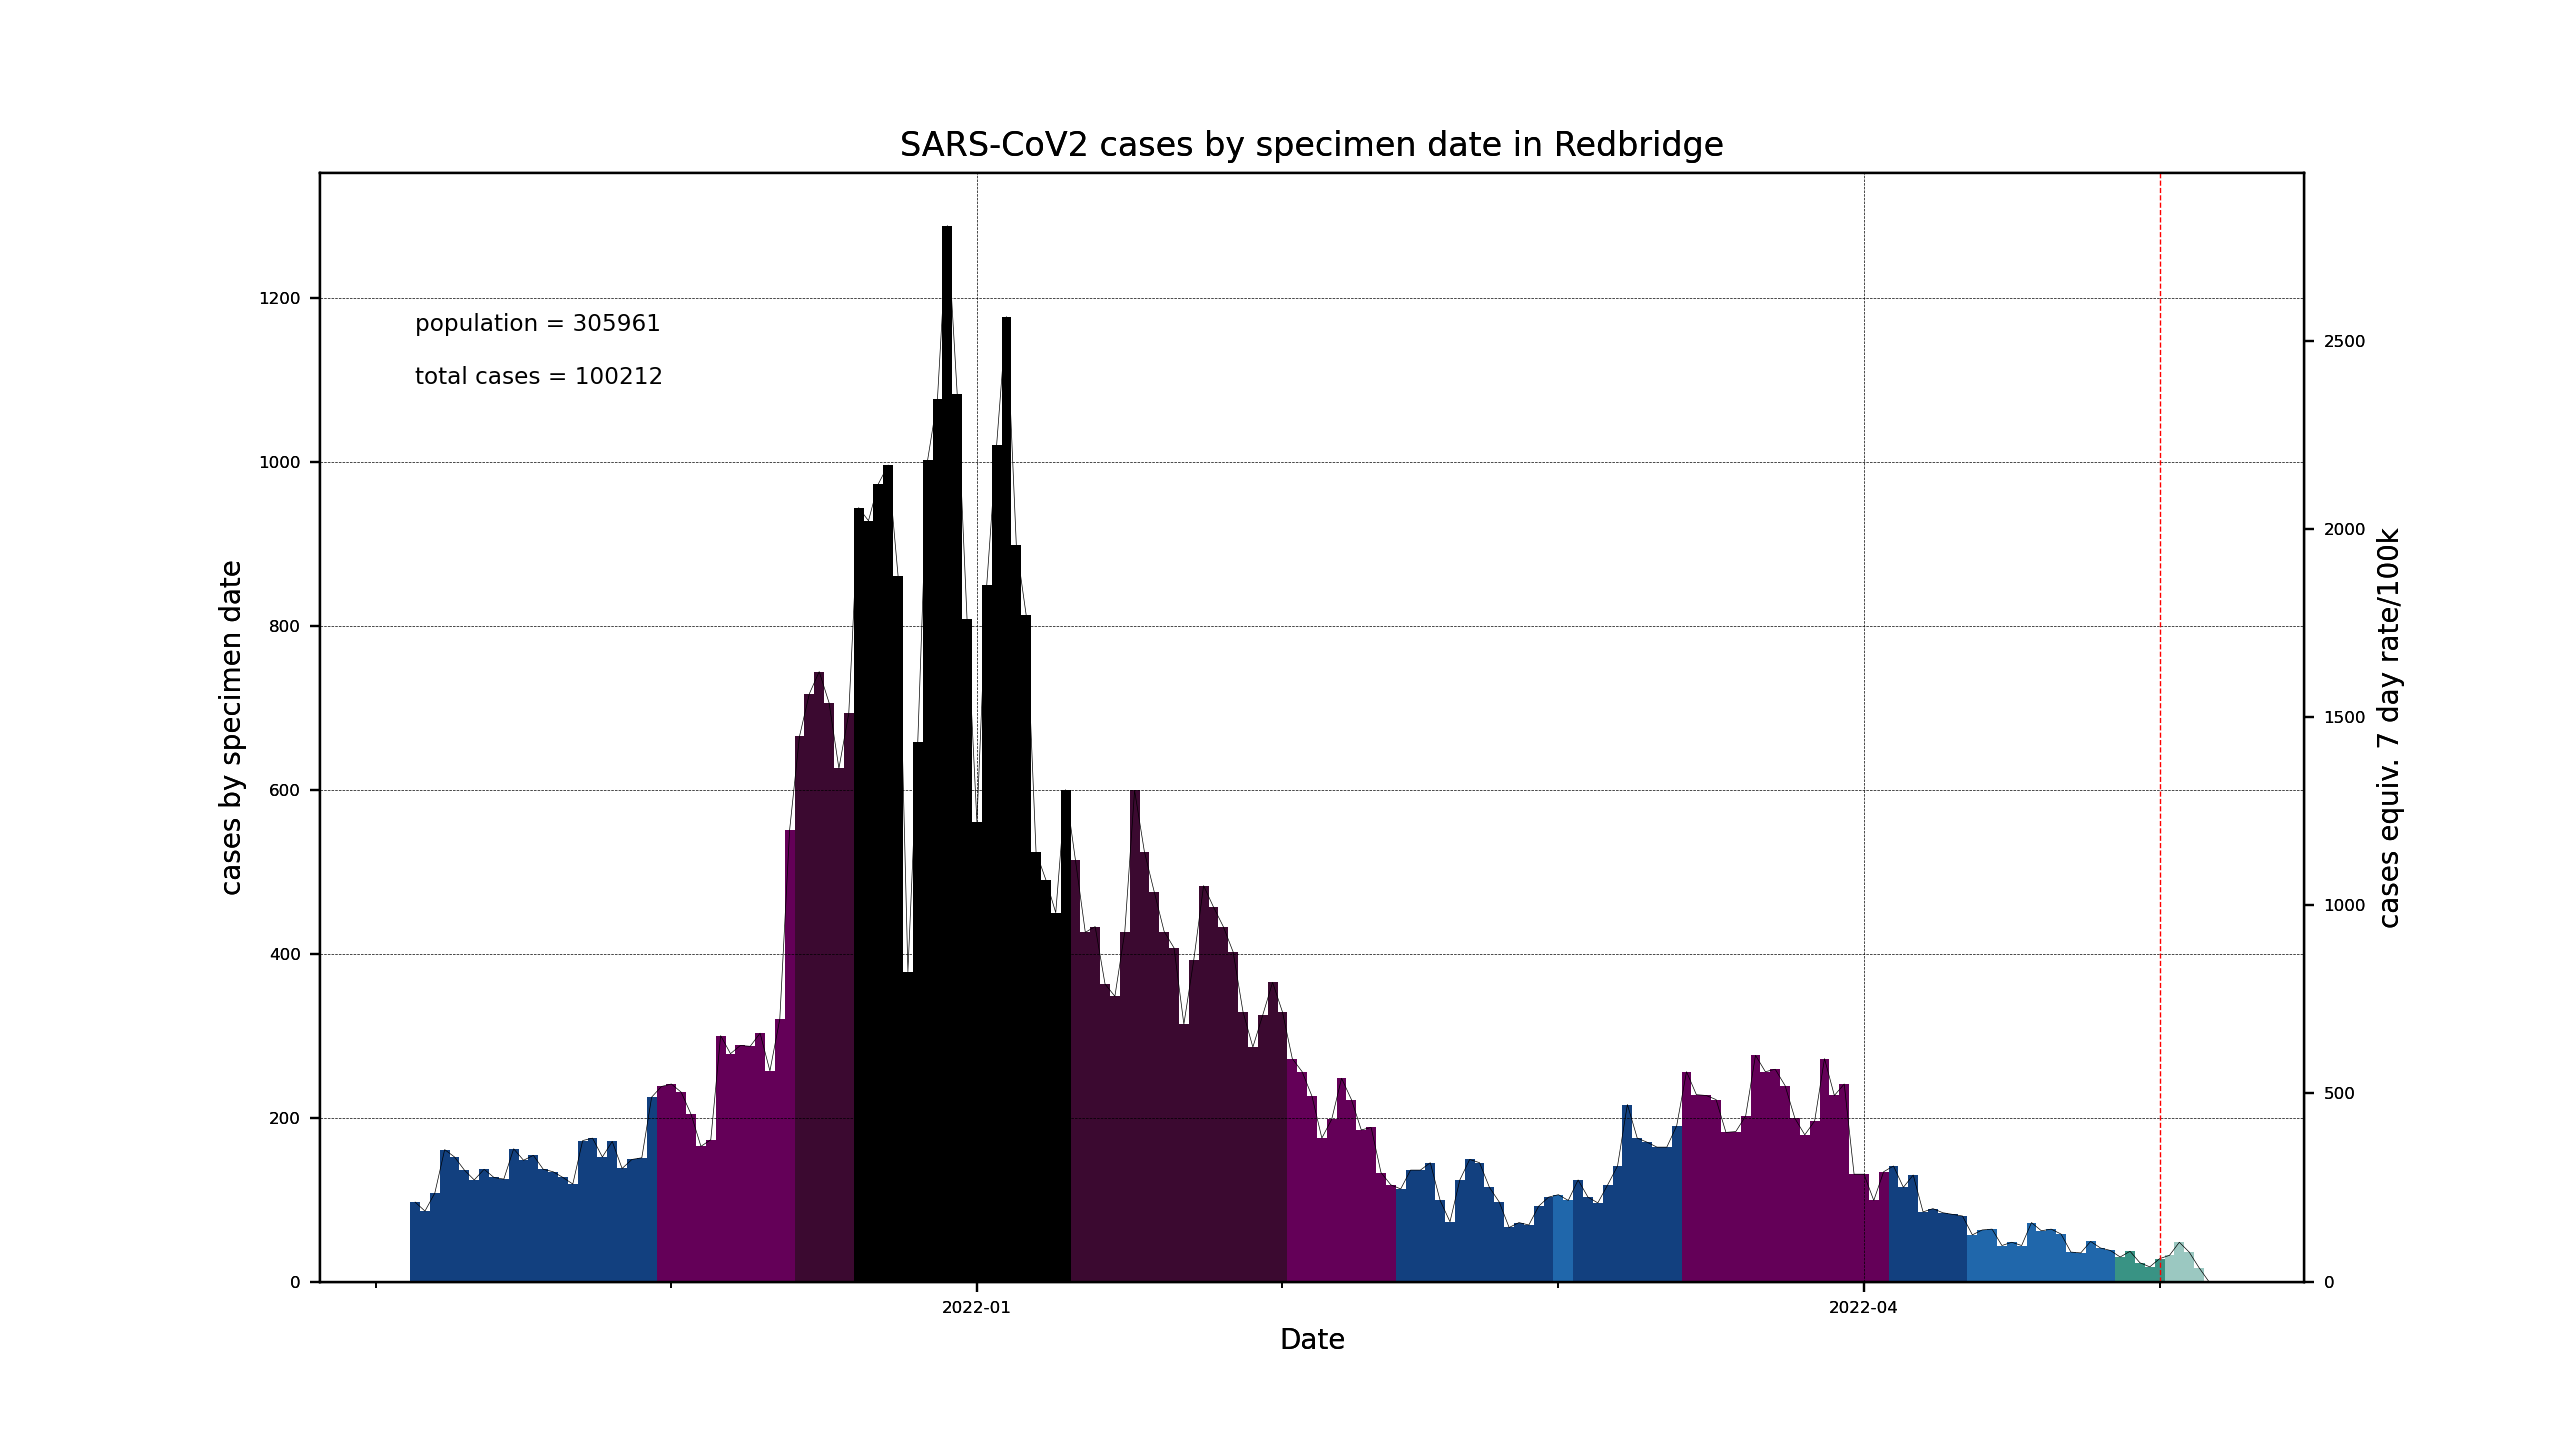 SARS-CoV2 cases by specimen date in Redbridge
population = 305961
total cases = 100212
cases by specimen date
1200
1000
800
600
400
200
0
2500
2000
1500
1000
500
0
cases equiv. 7 day rate/100k
2022-01
2022-04
Date